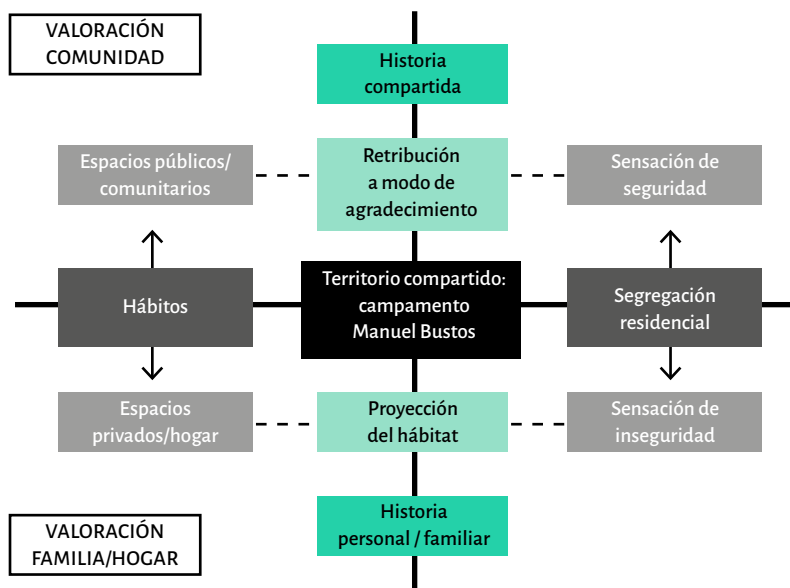 VALORACIÓN
COMUNIDAD
Historia
compartida
Espacios públicos/
comunitarios
Retribución
a modo de
agradecimiento
Sensación de
seguridad
Hábitos
Territorio compartido:
campamento
Manuel Bustos
Segregación
residencial
Espacios
privados/hogar
Proyección
del hábitat
Sensación de
inseguridad
Historia
personal / familiar
VALORACIÓN
FAMILIA/HOGAR